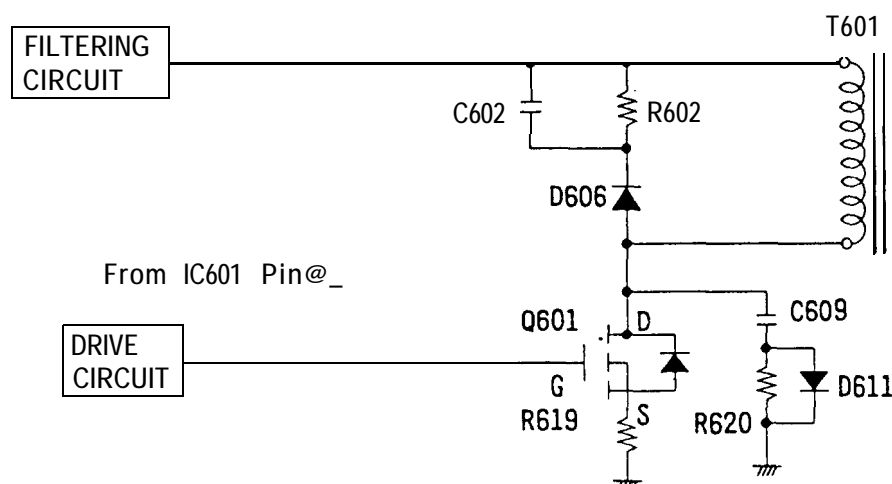 T601
FILTERING
CIRCUIT
C602
R602
D606
From IC601 Pin@_
Q601
D
C609
DRIVE
CIRCUIT
G
S
D611
R619
R620